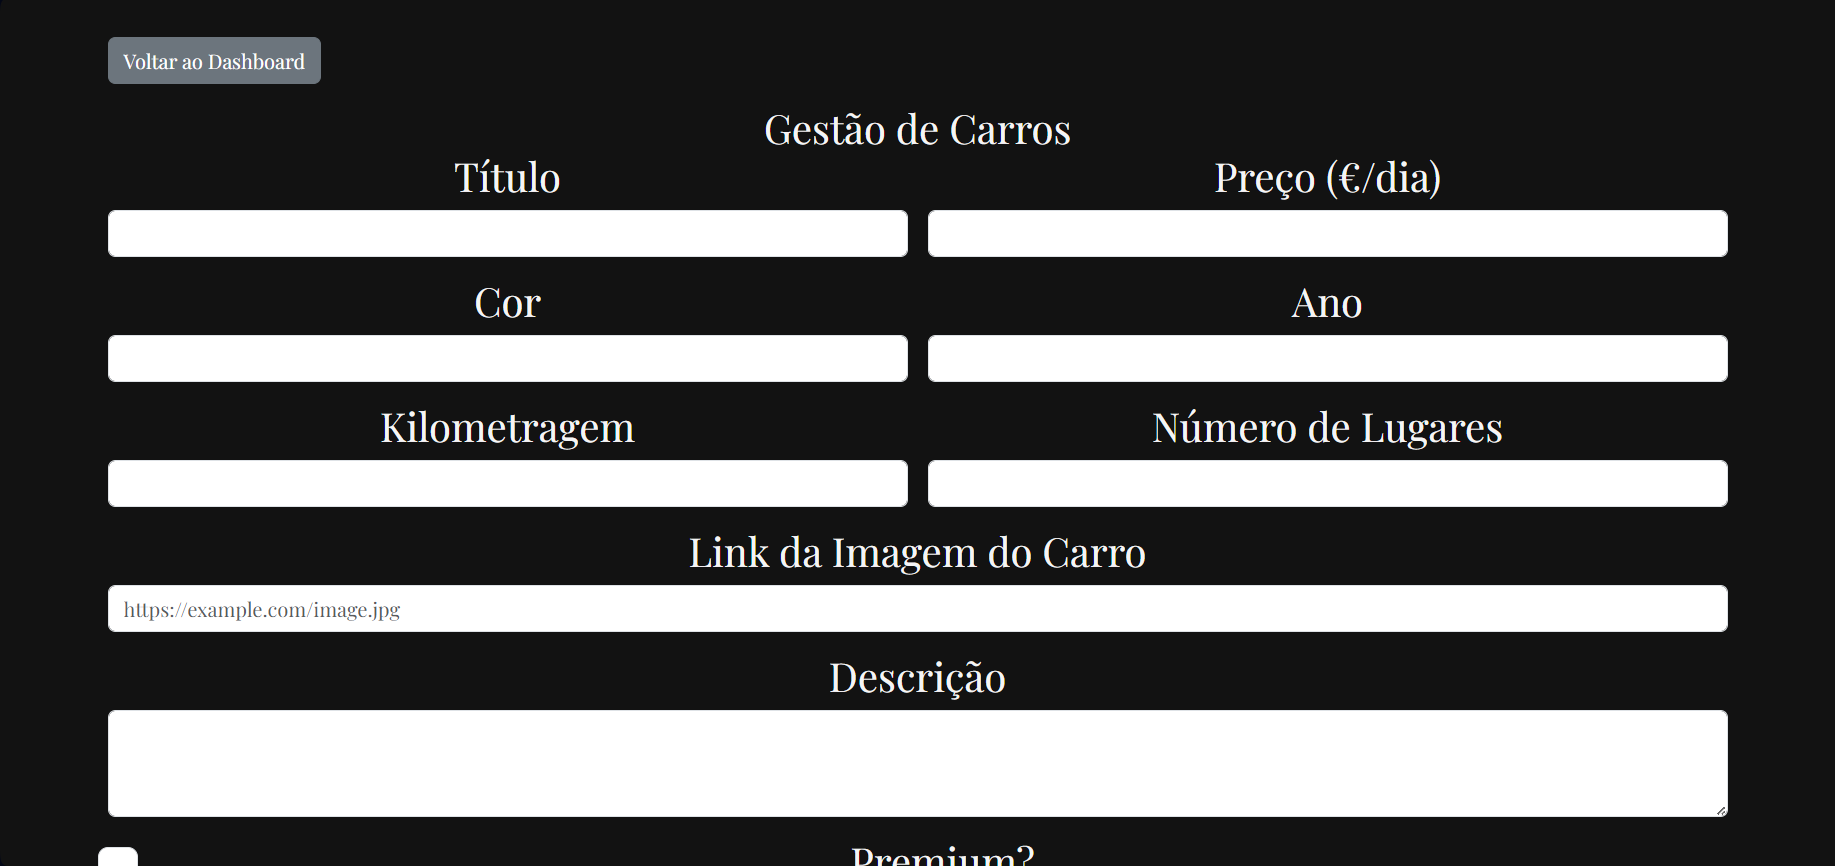 Voltar ao Dashboard
Gestão de Carros
Título
Preço (€/dia)
Cor
Ano
Kilometragem
Número de Lugares
Link da Imagem do Carro
https://example.com/image.jpg
Descrição
Premium?